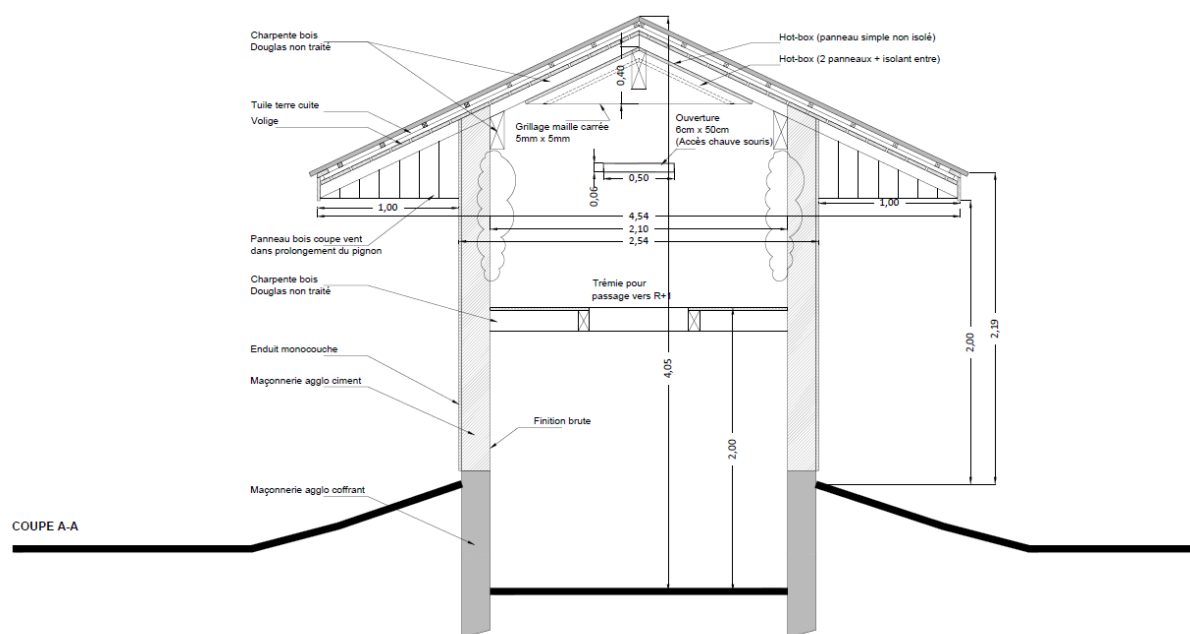 Charpente bois
Douglas non traité
Hot-box (panneau simple non isolé)
Hot-box (2 panneaux + isolant entre)
0,40
Tuile terre cuite
Volige
Grillage maille carrée
5mm x 5mm
Ouverture
6cm x 50cm
(Accès chauve souris)
0,50
0,06
1,00
4,54
1,00
2,10
2,54
Panneau bois coupe vent
dans prolongement du pignon
Charpente bois
Douglas non traité
Trémie pour
passage vers R+1
2,19
2,00
4,05
Enduit monocouche
Maçonnerie agglo ciment
Finition brute
2,00
Maçonnerie agglo coffrant
COUPE A-A